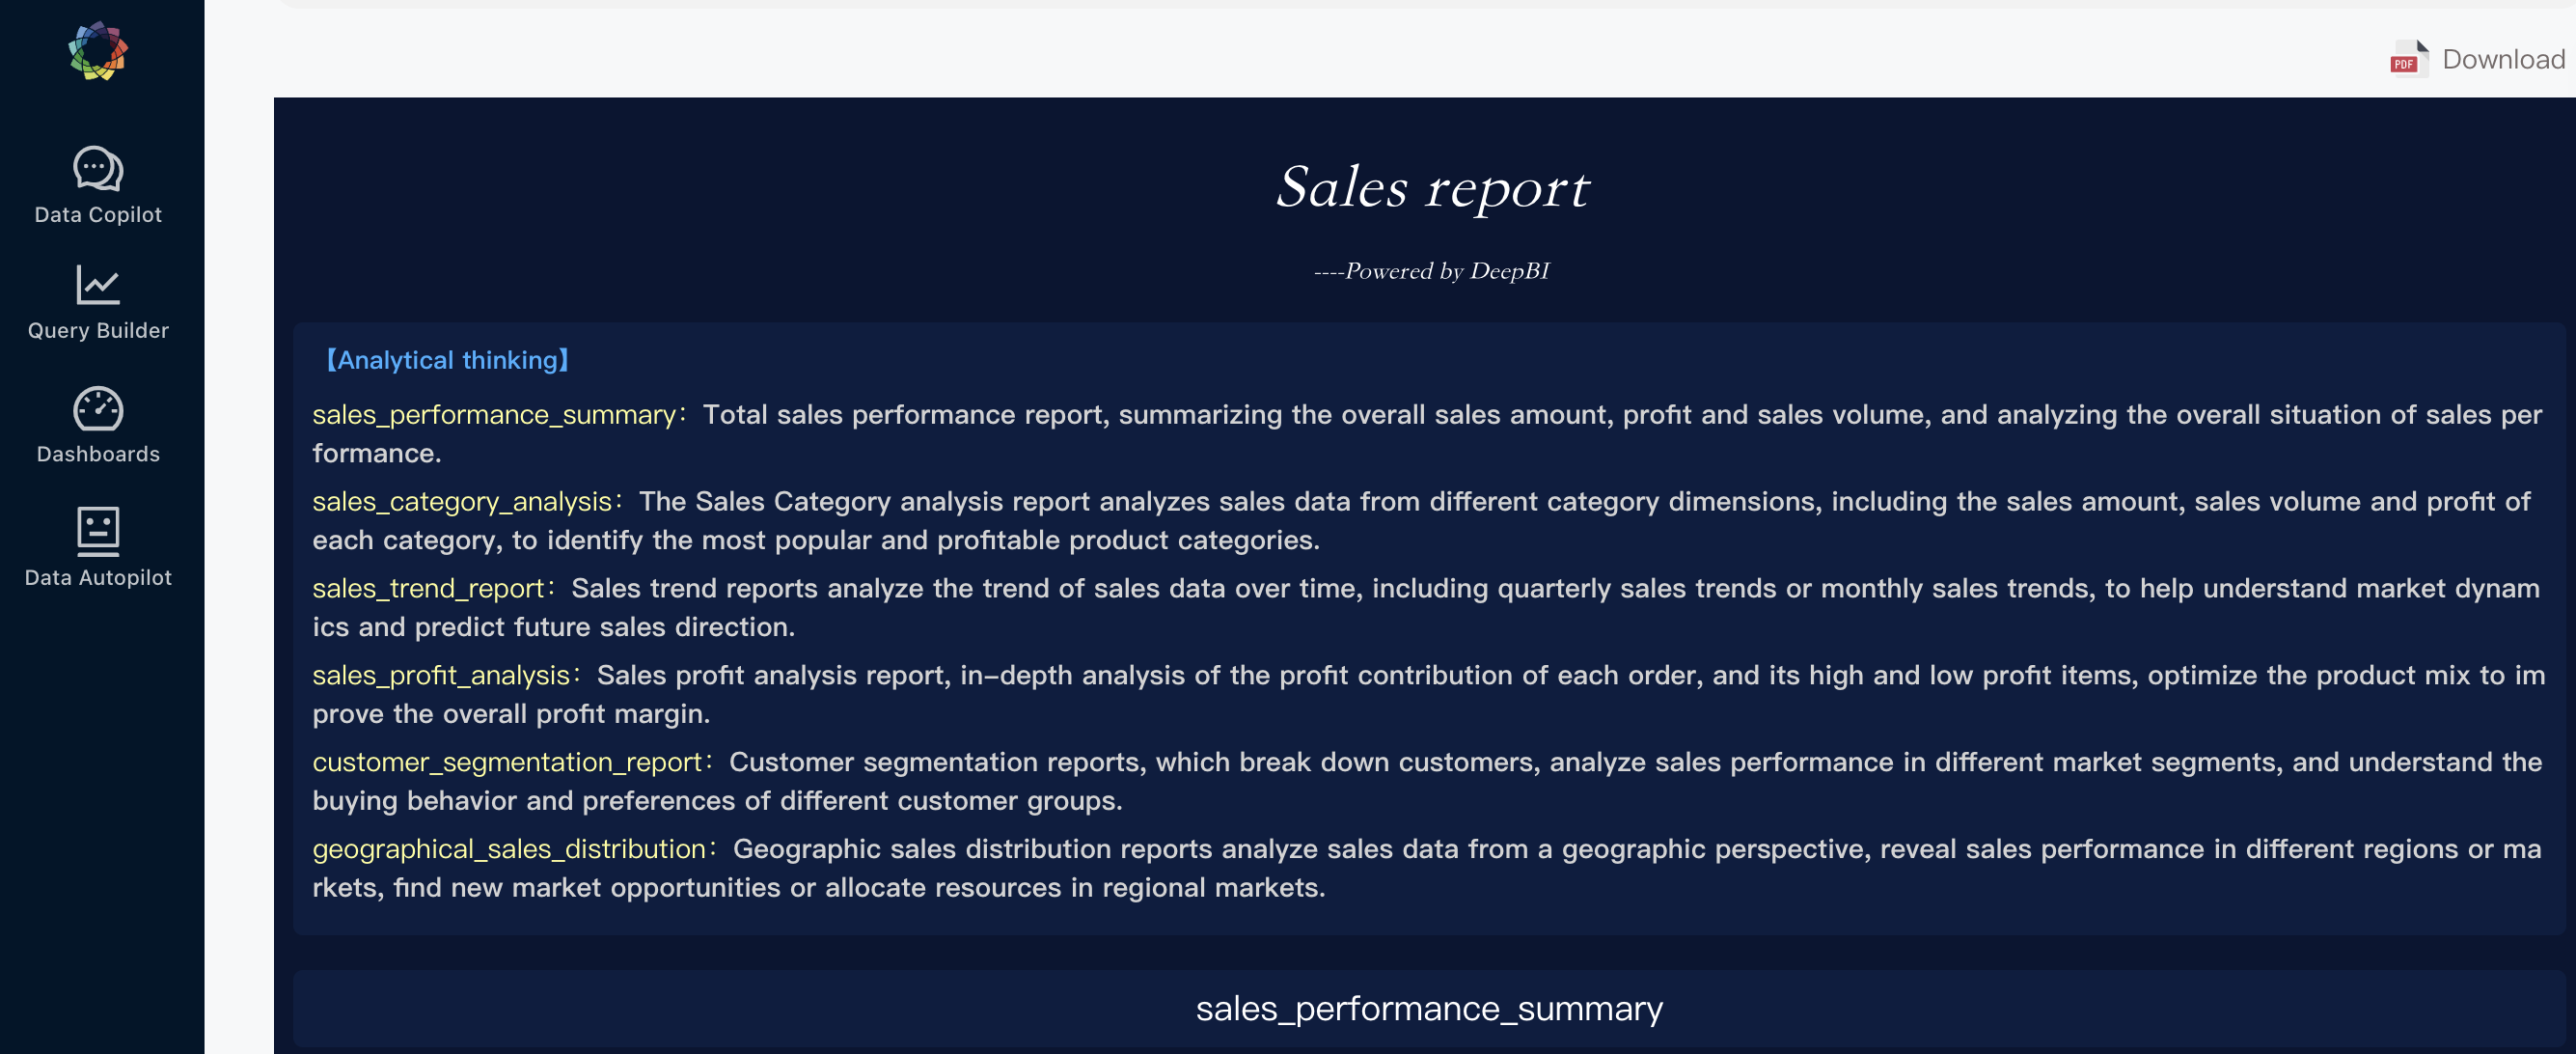 Data Copilot
Query Builder
Dashboards
Data Autopilot
PDF Download
Sales report
----Powered by DeepBI
【Analytical thinking】
sales_performance_summary： Total sales performance report, summarizing the overall sales amount, profit and sales volume, and analyzing the overall situation of sales per
formance.
sales_category_analysis： The Sales Category analysis report analyzes sales data from different category dimensions, including the sales amount, sales volume and profit of
each category, to identify the most popular and profitable product categories.
sales_trend_report： Sales trend reports analyze the trend of sales data over time, including quarterly sales trends or monthly sales trends, to help understand market dynam
ics and predict future sales direction.
sales_profit_analysis： Sales profit analysis report, in-depth analysis of the profit contribution of each order, and its high and low profit items, optimize the product mix to im
prove the overall profit margin.
customer_segmentation_report： Customer segmentation reports, which break down customers, analyze sales performance in different market segments, and understand the
buying behavior and preferences of different customer groups.
geographical_sales_distribution： Geographic sales distribution reports analyze sales data from a geographic perspective, reveal sales performance in different regions or ma
rkets, find new market opportunities or allocate resources in regional markets.
sales_performance_summary